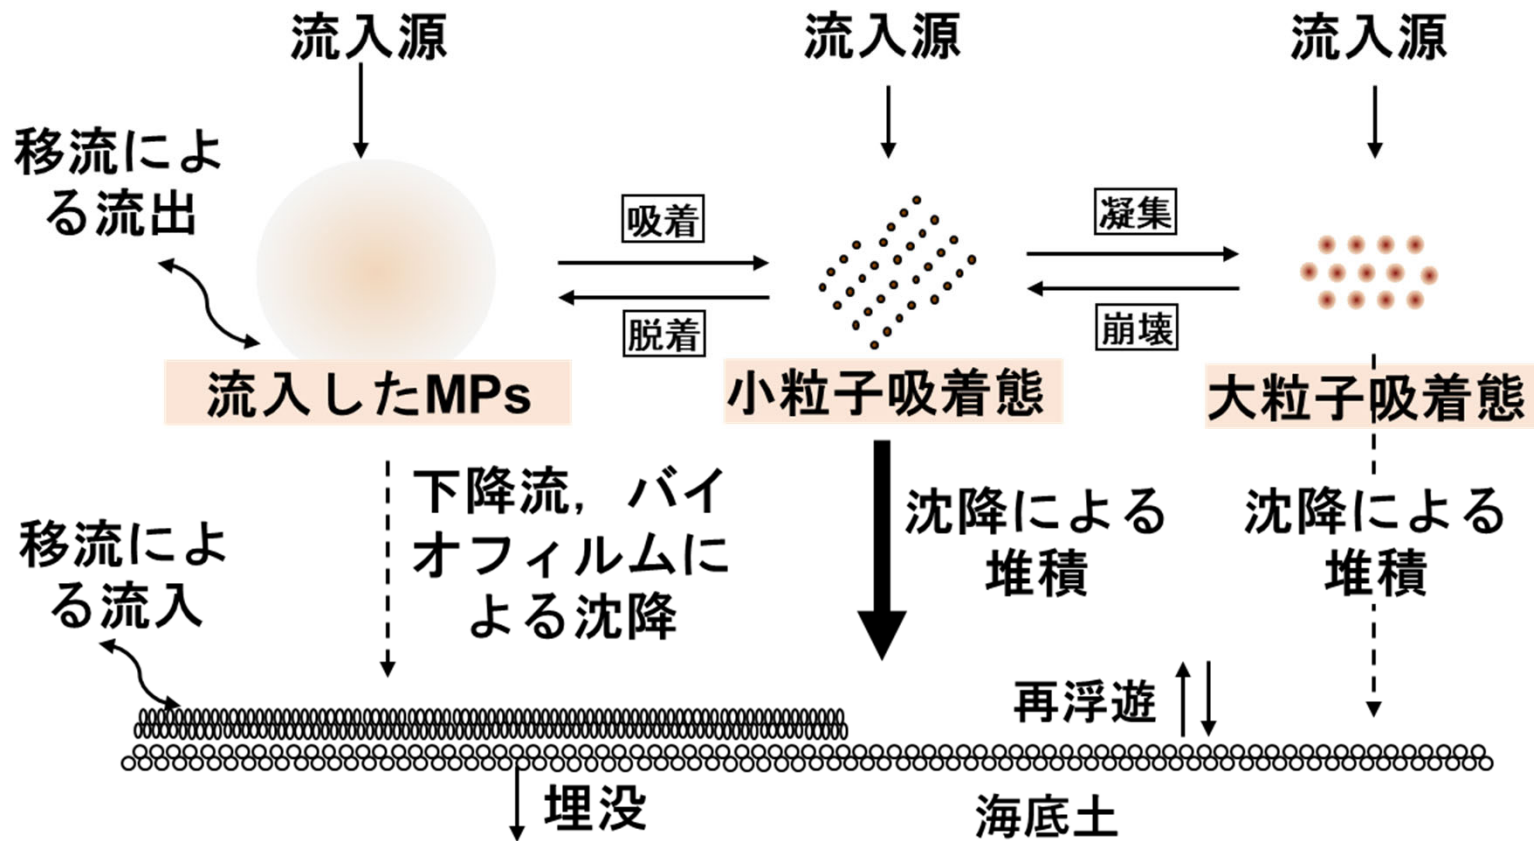 流入源
流入源
流入源
移流によ
る流出
吸着
脱着
凝集
崩壊
流入したMPs
小粒子吸着態
大粒子吸着態
下降流，バイ
オフィルムに
よる沈降
沈降による
堆積
沈降による
堆積
移流によ
る流入
再浮遊
埋没
海底土